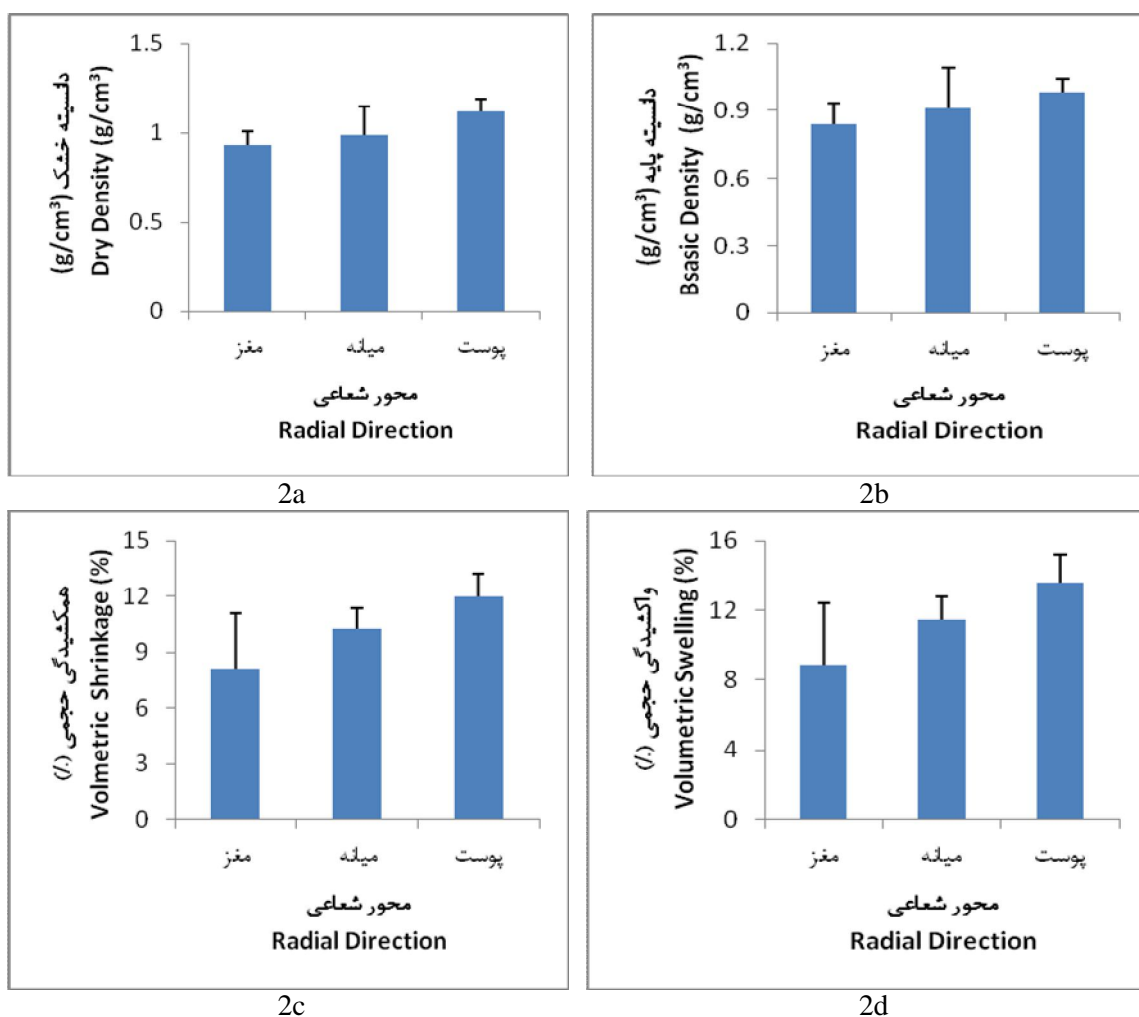 دانسیته خشک (g/cm³)
Dry Density (g/cm³)
1.5
1
0.5
0
مغز میانه پوست
محور شعاعی
Radial Direction
2a
دانسیته پایه (g/cm³)
Bsasic Density (g/cm³)
1.2
0.9
0.6
0.3
0
مغز میانه پوست
محور شعاعی
Radial Direction
2b
همکشیدگی حجمی (٪)
Volmetric Shrinkage (%)
15
12
9
6
3
0
مغز میانه پوست
محور شعاعی
Radial Direction
2c
واکشیدگی حجمی (٪)
Volumetric Swelling (%)
16
12
8
4
0
مغز میانه پوست
محور شعاعی
Radial Direction
2d